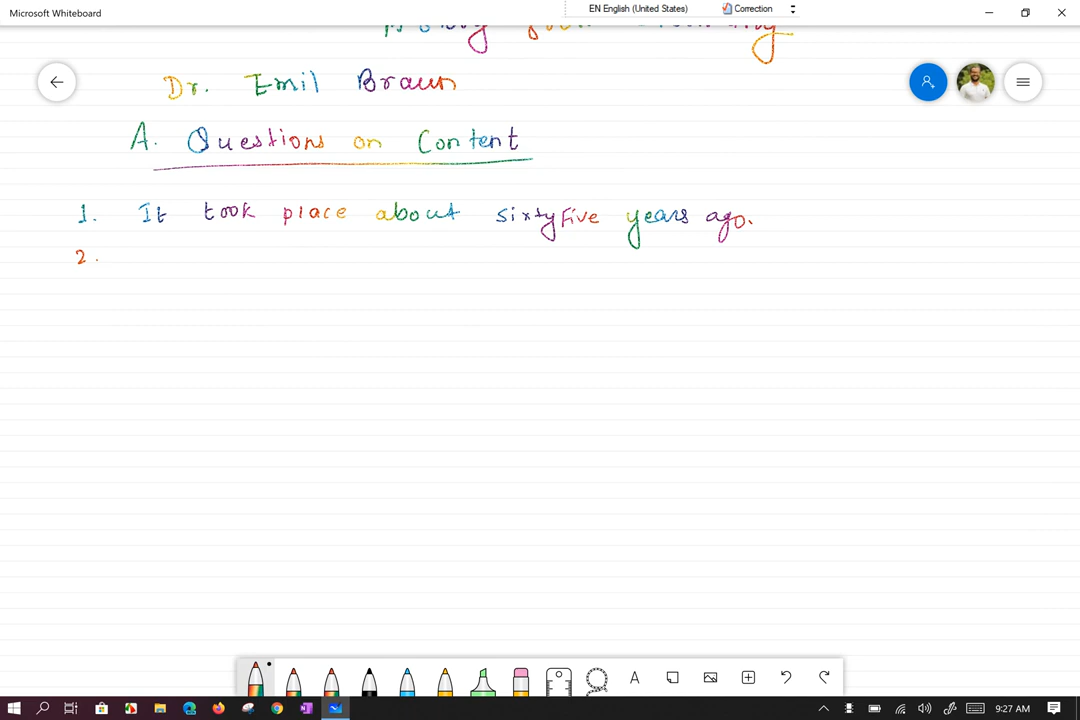 Microsoft Whiteboard
EN English (United States)
Correction
Dr. Emil Braun
A. Questions on Content
1. It took place about sixtyfive years ago.
2.
A
9:27 AM